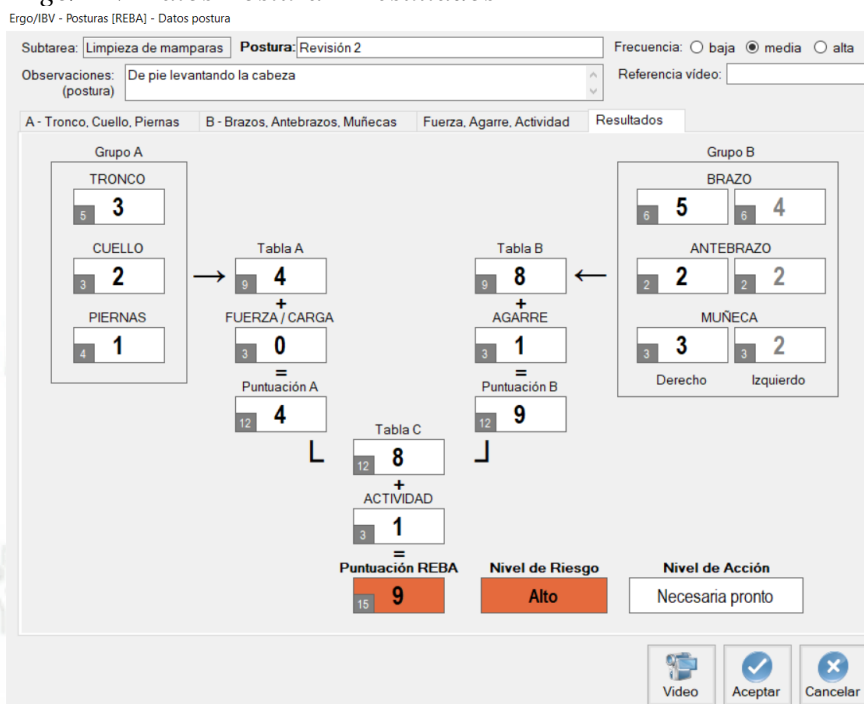 Ergo/IBV - Posturas [REBA] - Datos postura
Subtarea: Limpieza de mamparas Postura: Revisión 2 Frecuencia: baja media alta
Observaciones: De pie levantando la cabeza Referencia vídeo:
(postura)
A - Tronco, Cuello, Piernas B - Brazos, Antebrazos, Muñecas Fuerza, Agarre, Actividad Resultados
Grupo A Grupo B
TRONCO BRAZO
5 3 6 5 6 4
CUELLO Tabla A Tabla B ANTEBRAZO
3 2 → 9 4 9 8 ← 2 2 2 2
+ +
PIERNAS FUERZA / CARGA AGARRE MUÑECA
4 1 3 0 3 1 3 3 3 2
= =
Puntuación A Puntuación B Derecho Izquierdo
12 4 12 9
Tabla C
12 8
+
ACTIVIDAD
3 1
=
Puntuación REBA Nivel de Riesgo Nivel de Acción
15 9 Alto Necesaria pronto
Video Aceptar Cancelar